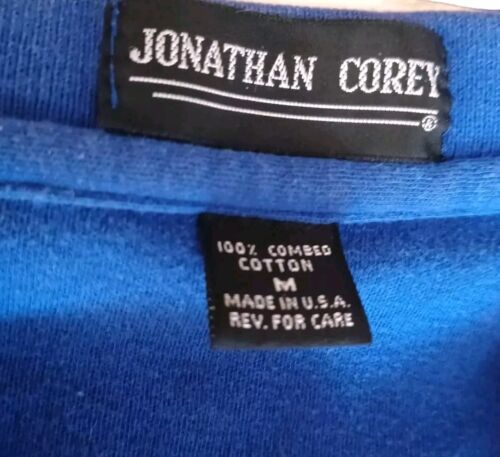 JONATHAN COREY
®
100% COMBED
COTTON
M
MADE IN U.S.A.
REV. FOR CARE